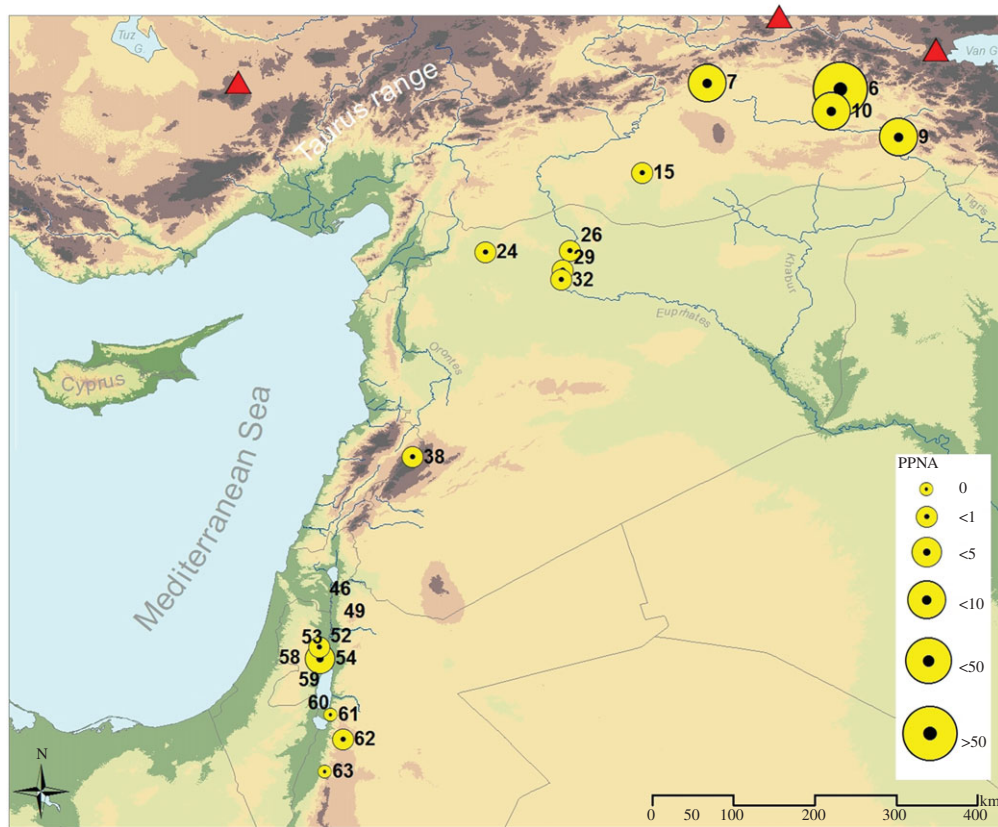 Tuz
G.
Van G
Taurus range
7
6
10
9
15
Tigris
26
24
29
32
Khabur
Euprhates
Orontes
Cyprus
Mediterranean Sea
38
PPNA
0
<1
<5
<10
<50
>50
46
49
53 52
58 54
59
60
61
62
63
N
0 50 100 200 300 400
km